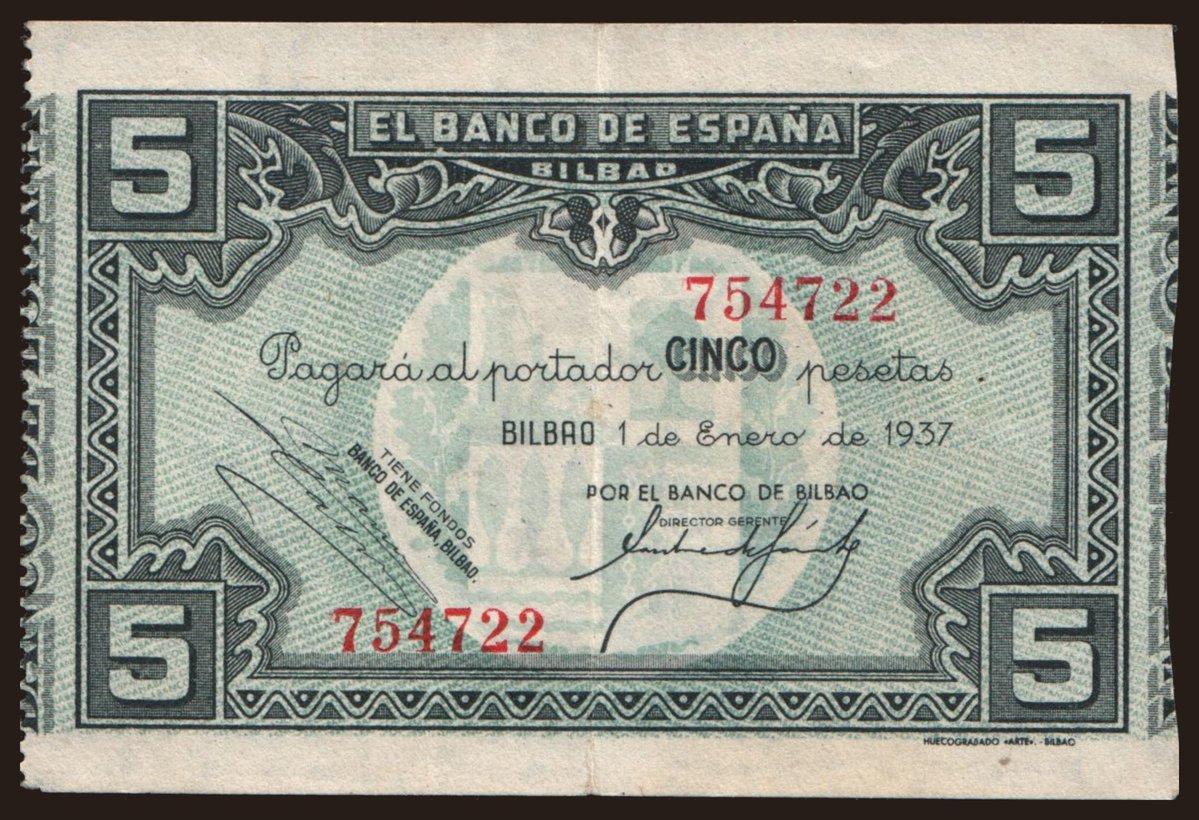 5 EL BANCO DE ESPAÑA 5
BILBAO
754722
Pagará al portador CINCO pesetas
BILBAO 1 de Enero de 1937
TIENE FONDOS
BANCO DE ESPAÑA, BILBAO.
POR EL BANCO DE BILBAO
DIRECTOR GERENTE
754722
5 5
HUECOGRABADO «ARTE». - BILBAO